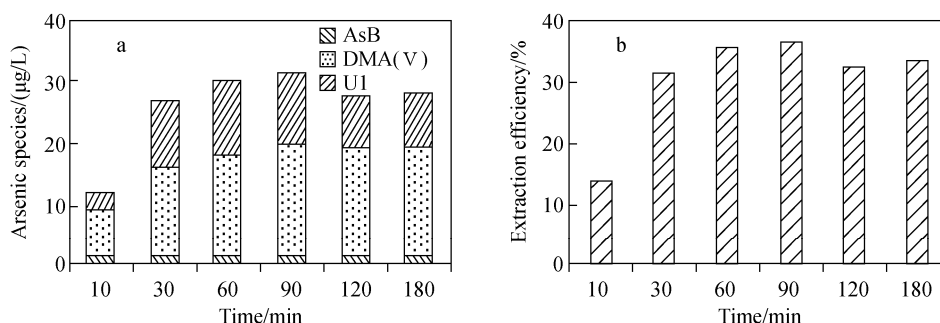 40
30
20
10
0
Arsenic species/(μg/L)
a
AsB
DMA(Ⅴ)
U1
10 30 60 90 120 180
Time/min
40
30
20
10
0
Extraction efficiency/%
b
10 30 60 90 120 180
Time/min